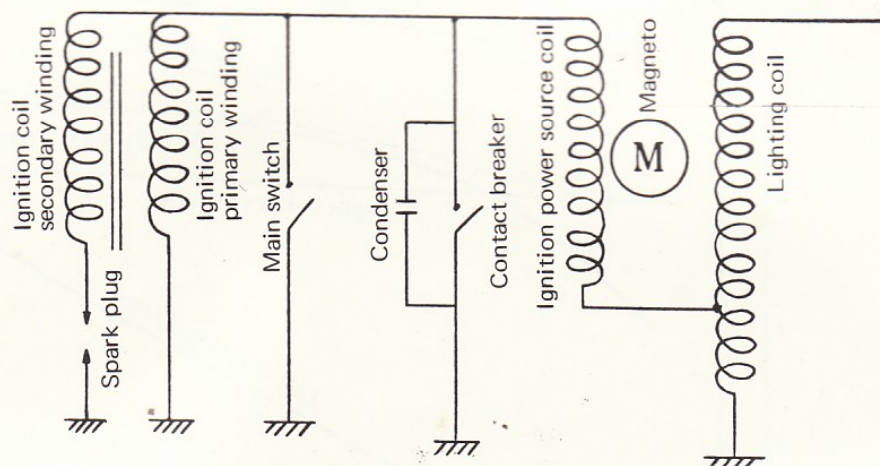 Ignition coil
secondary winding
Spark plug
Ignition coil
primary winding
Main switch
Condenser
Contact breaker
Ignition power source coil
Magneto
M
Lighting coil